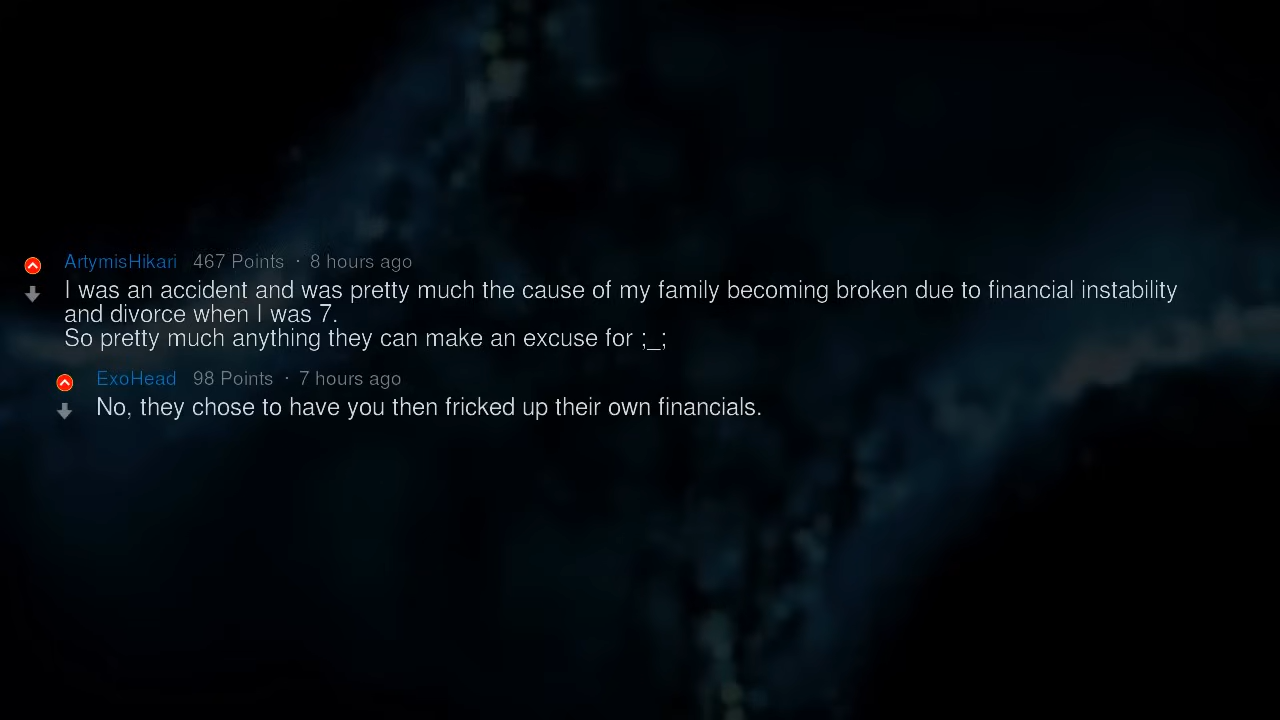 ArtymisHikari 467 Points · 8 hours ago
I was an accident and was pretty much the cause of my family becoming broken due to financial instability
and divorce when I was 7.
So pretty much anything they can make an excuse for ;_;
ExoHead 98 Points · 7 hours ago
No, they chose to have you then fricked up their own financials.